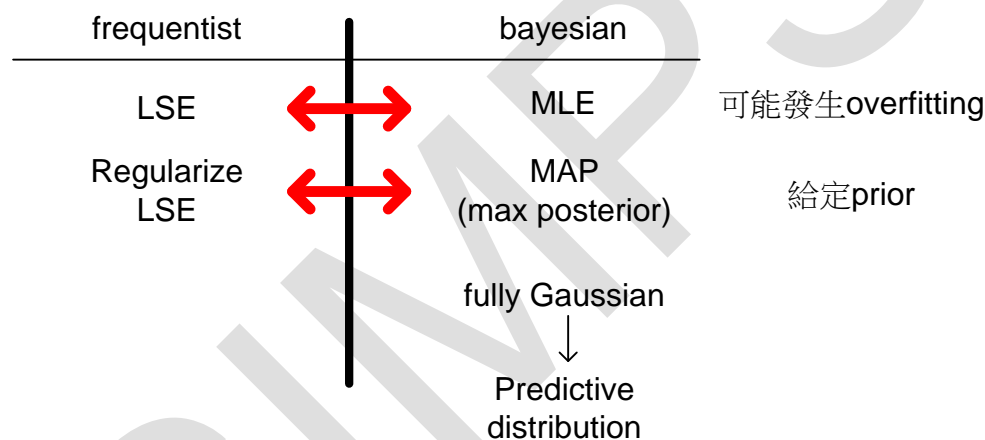 frequentist
bayesian
LSE
MLE
可能發生overfitting
Regularize
LSE
MAP
(max posterior)
給定prior
fully Gaussian
Predictive
distribution